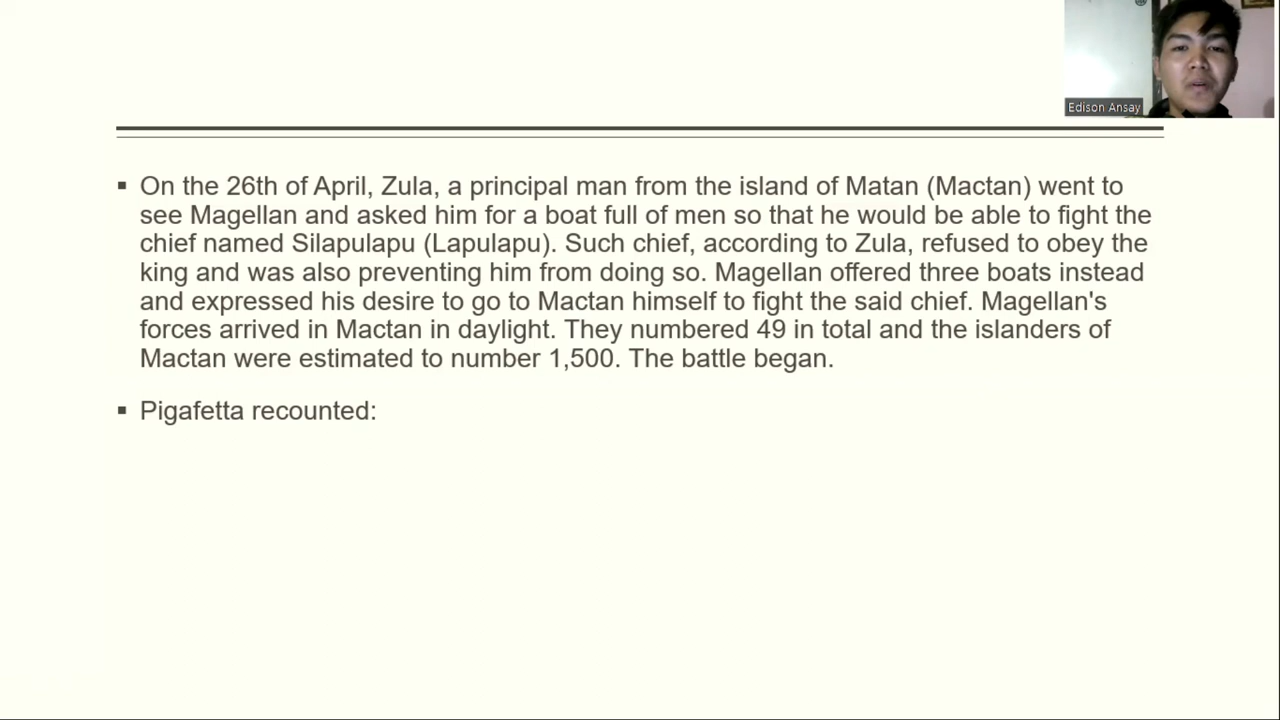 Edison Ansay
▪ On the 26th of April, Zula, a principal man from the island of Matan (Mactan) went to
see Magellan and asked him for a boat full of men so that he would be able to fight the
chief named Silapulapu (Lapulapu). Such chief, according to Zula, refused to obey the
king and was also preventing him from doing so. Magellan offered three boats instead
and expressed his desire to go to Mactan himself to fight the said chief. Magellan's
forces arrived in Mactan in daylight. They numbered 49 in total and the islanders of
Mactan were estimated to number 1,500. The battle began.
▪ Pigafetta recounted: